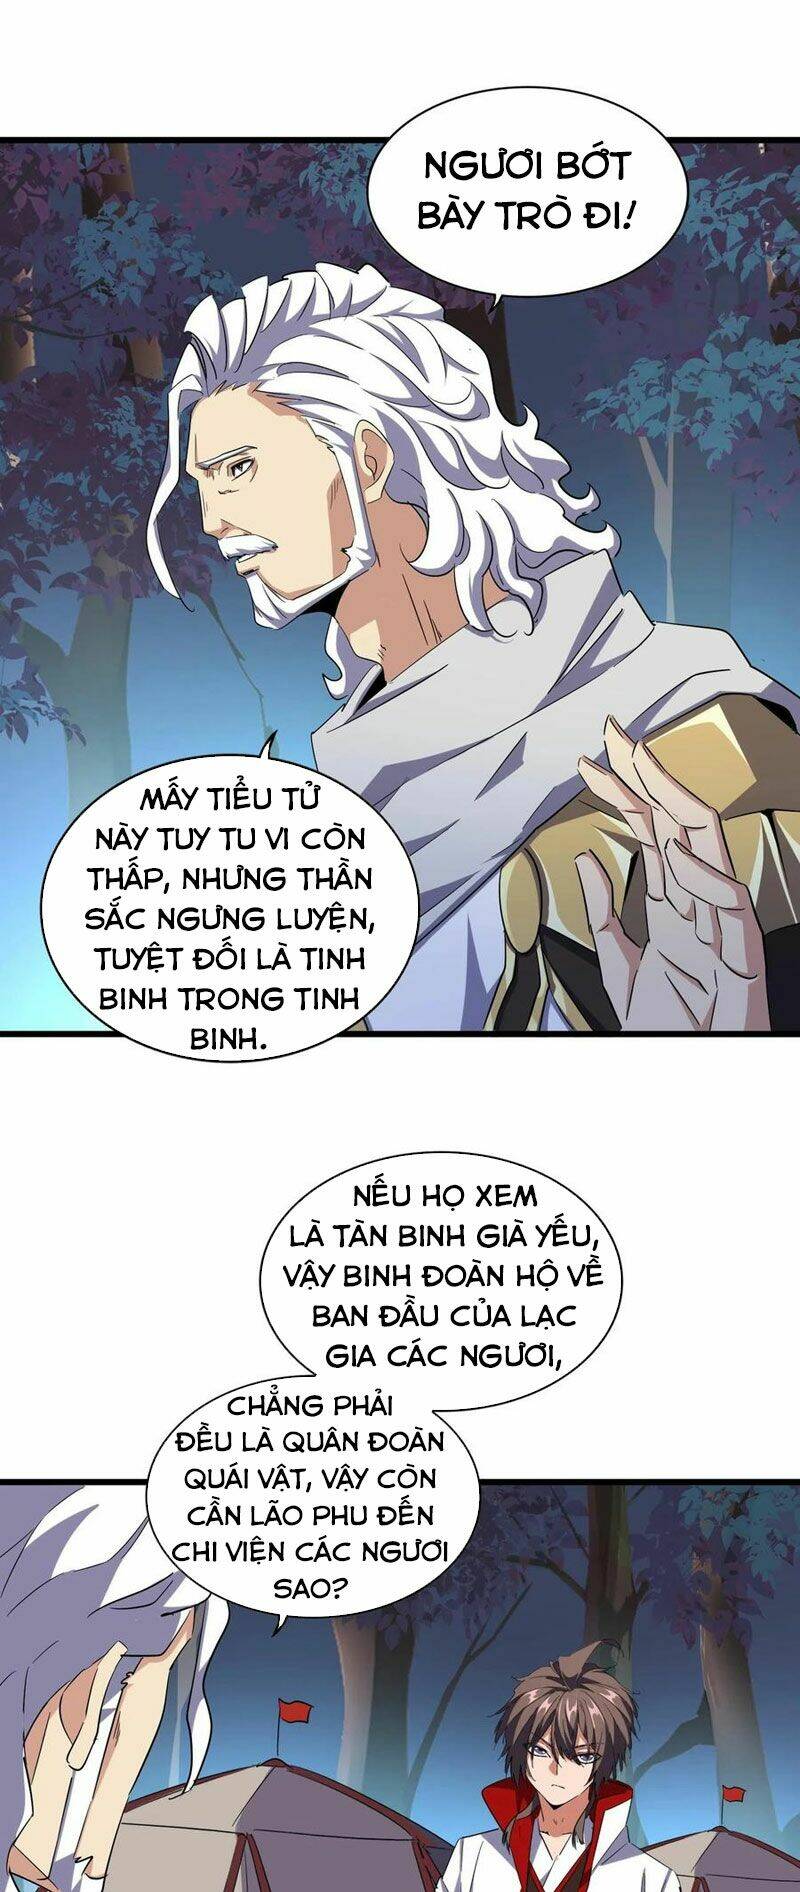 NGƯƠI BỚT
BÀY TRÒ ĐI!
MẤY TIỂU TỬ
NÀY TUY TU VI CÒN
THẤP, NHƯNG THẦN
SẮC NGƯNG LUYỆN,
TUYỆT ĐỐI LÀ TINH
BINH TRONG TINH
BINH.
NẾU HỌ XEM
LÀ TÀN BINH GIÀ YẾU,
VẬY BINH ĐOÀN HỘ VỀ
BAN ĐẦU CỦA LẠC
GIA CÁC NGƯƠI,
CHẲNG PHẢI
ĐỀU LÀ QUÂN ĐOÀN
QUÁI VẬT, VẬY CÒN
CẦN LÃO PHU ĐẾN
CHI VIỆN CÁC NGƯƠI
SAO?